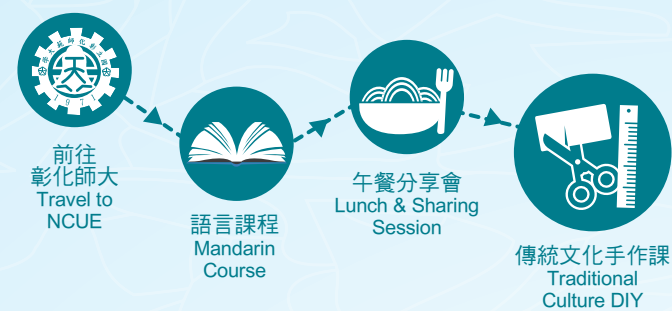 1971
前往
彰化師大
Travel to
NCUE
語言課程
Mandarin
Course
午餐分享會
Lunch & Sharing
Session
傳統文化手作課
Traditional
Culture DIY